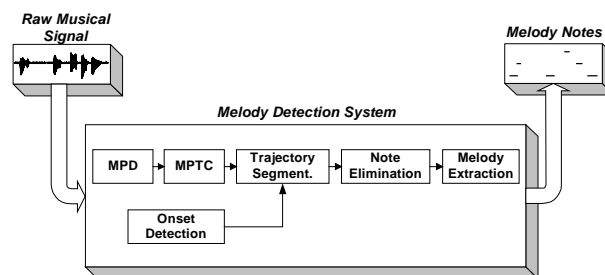 Raw Musical
Signal
Melody Notes
Melody Detection System
MPD
MPTC
Trajectory
Segment.
Note
Elimination
Melody
Extraction
Onset
Detection